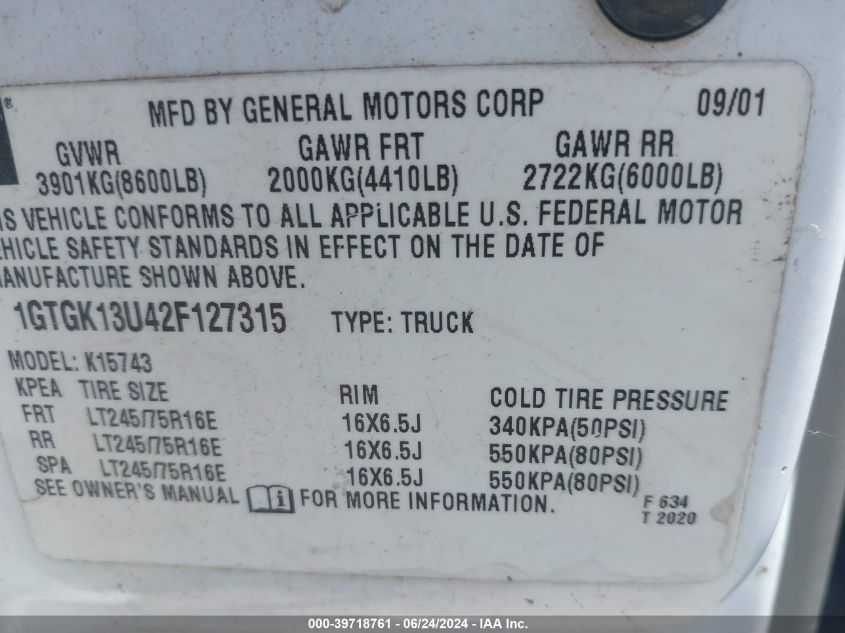 MFD BY GENERAL MOTORS CORP 09/01
GVWR GAWR FRT GAWR RR
3901KG(8600LB) 2000KG(4410LB) 2722KG(6000LB)
IS VEHICLE CONFORMS TO ALL APPLICABLE U.S. FEDERAL MOTOR
EHICLE SAFETY STANDARDS IN EFFECT ON THE DATE OF
ANUFACTURE SHOWN ABOVE.
1GTGK13U42F127315 TYPE: TRUCK
MODEL: K15743
KPEA TIRE SIZE RIM COLD TIRE PRESSURE
FRT LT245/75R16E 16X6.5J 340KPA(50PSI)
RR LT245/75R16E 16X6.5J 550KPA(80PSI)
SPA LT245/75R16E 16X6.5J 550KPA(80PSI)
SEE OWNER'S MANUAL i FOR MORE INFORMATION.
F 634
T 2020
000-39718761 / 06/24/2024 - IAA Inc.